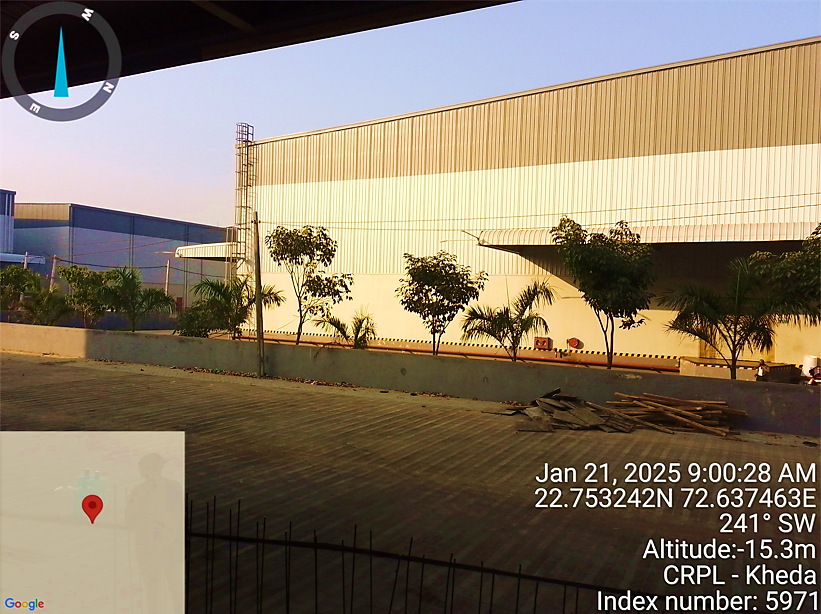 S
W
N
E
Jan 21, 2025 9:00:28 AM
22.753242N 72.637463E
241° SW
Altitude:-15.3m
CRPL - Kheda
Index number: 5971
Google